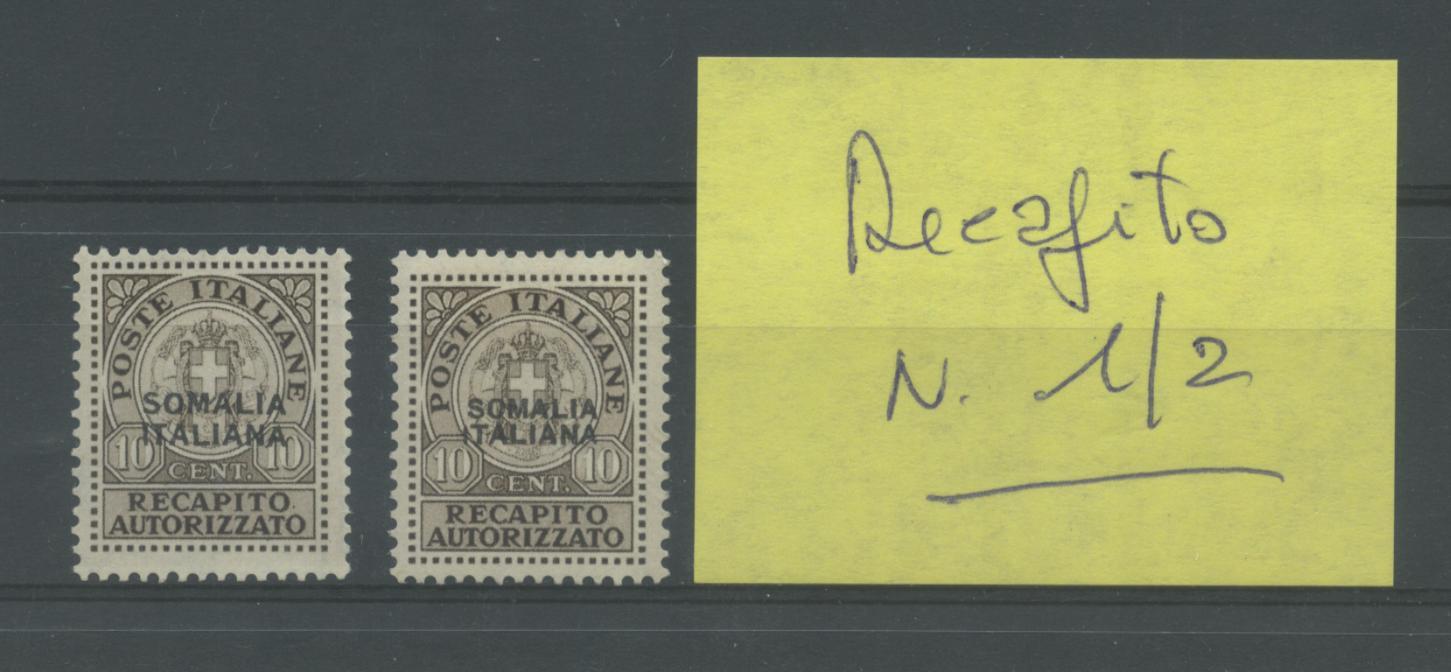 POSTE ITALIANE
SOMALIA
ITALIANA
10 10
CENT.
RECAPITO
AUTORIZZATO
POSTE ITALIANE
SOMALIA
ITALIANA
10 10
CENT.
RECAPITO
AUTORIZZATO
Recapito
N. 1/2